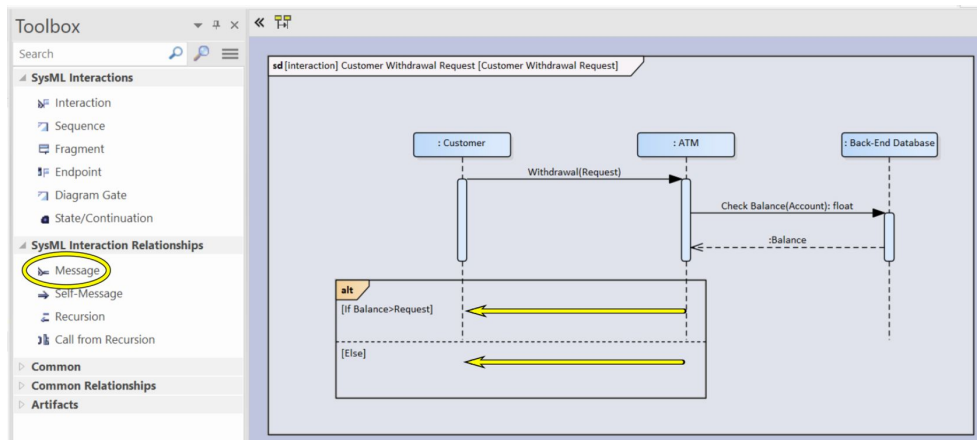 Toolbox
Search
SysML Interactions
Interaction
Sequence
Fragment
Endpoint
Diagram Gate
State/Continuation
SysML Interaction Relationships
Message
Self-Message
Recursion
Call from Recursion
Common
Common Relationships
Artifacts
sd [interaction] Customer Withdrawal Request [Customer Withdrawal Request]
: Customer
: ATM
: Back-End Database
Withdrawal(Request)
Check Balance(Account): float
:Balance
alt
[If Balance>Request]
[Else]